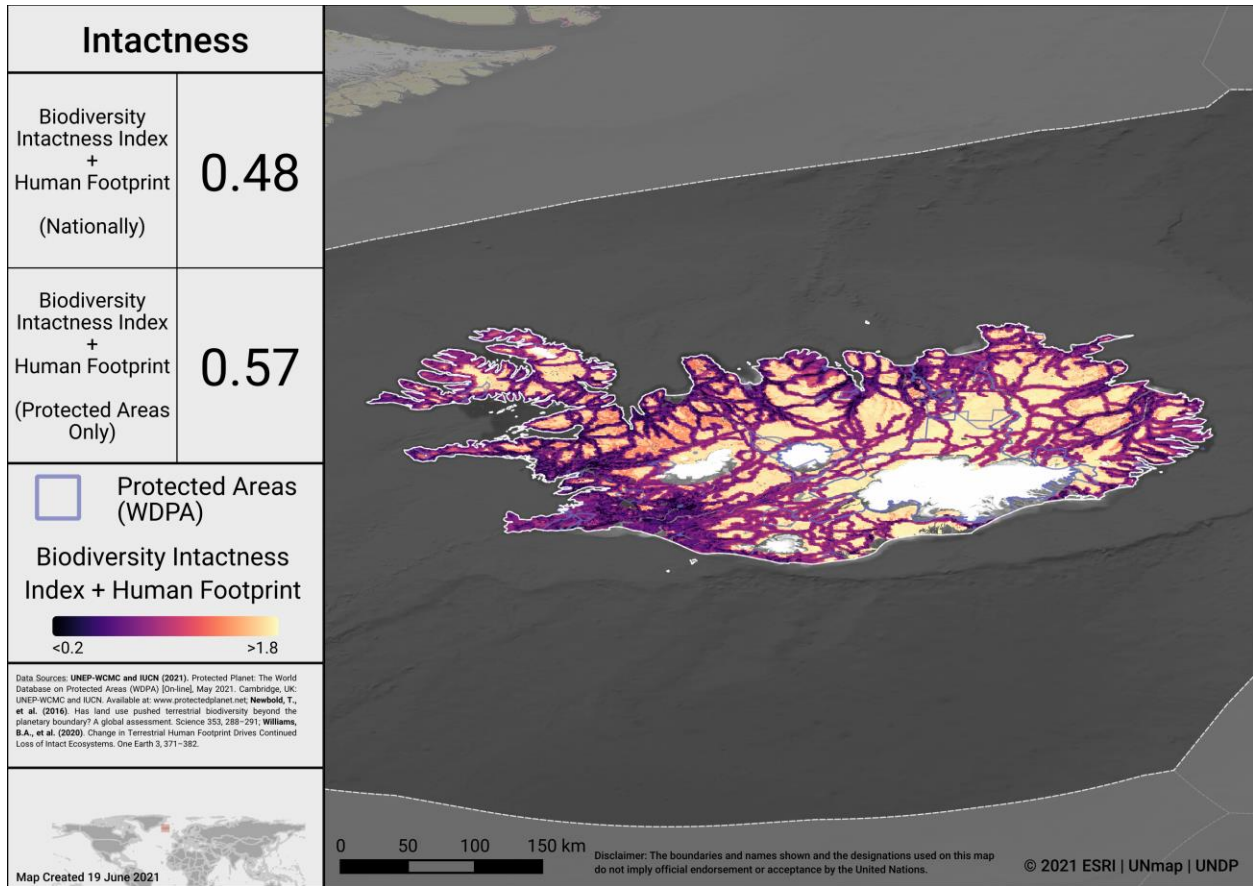 Intactness
Biodiversity
Intactness Index
+
Human Footprint
(Nationally)
0.48
Biodiversity
Intactness Index
+
Human Footprint
(Protected Areas
Only)
0.57
Protected Areas
(WDPA)
Biodiversity Intactness
Index + Human Footprint
<0.2
>1.8
Data Sources: UNEP-WCMC and IUCN (2021). Protected Planet: The World
Database on Protected Areas (WDPA) [On-line], May 2021. Cambridge, UK:
UNEP-WCMC and IUCN. Available at: www.protectedplanet.net; Newbold, T.,
et al. (2016). Has land use pushed terrestrial biodiversity beyond the
planetary boundary? A global assessment. Science 353, 288–291; Williams,
B.A., et al. (2020). Change in Terrestrial Human Footprint Drives Continued
Loss of Intact Ecosystems. One Earth 3, 371–382.
Map Created 19 June 2021
0 50 100 150 km
Disclaimer: The boundaries and names shown and the designations used on this map
do not imply official endorsement or acceptance by the United Nations.
© 2021 ESRI | UNmap | UNDP